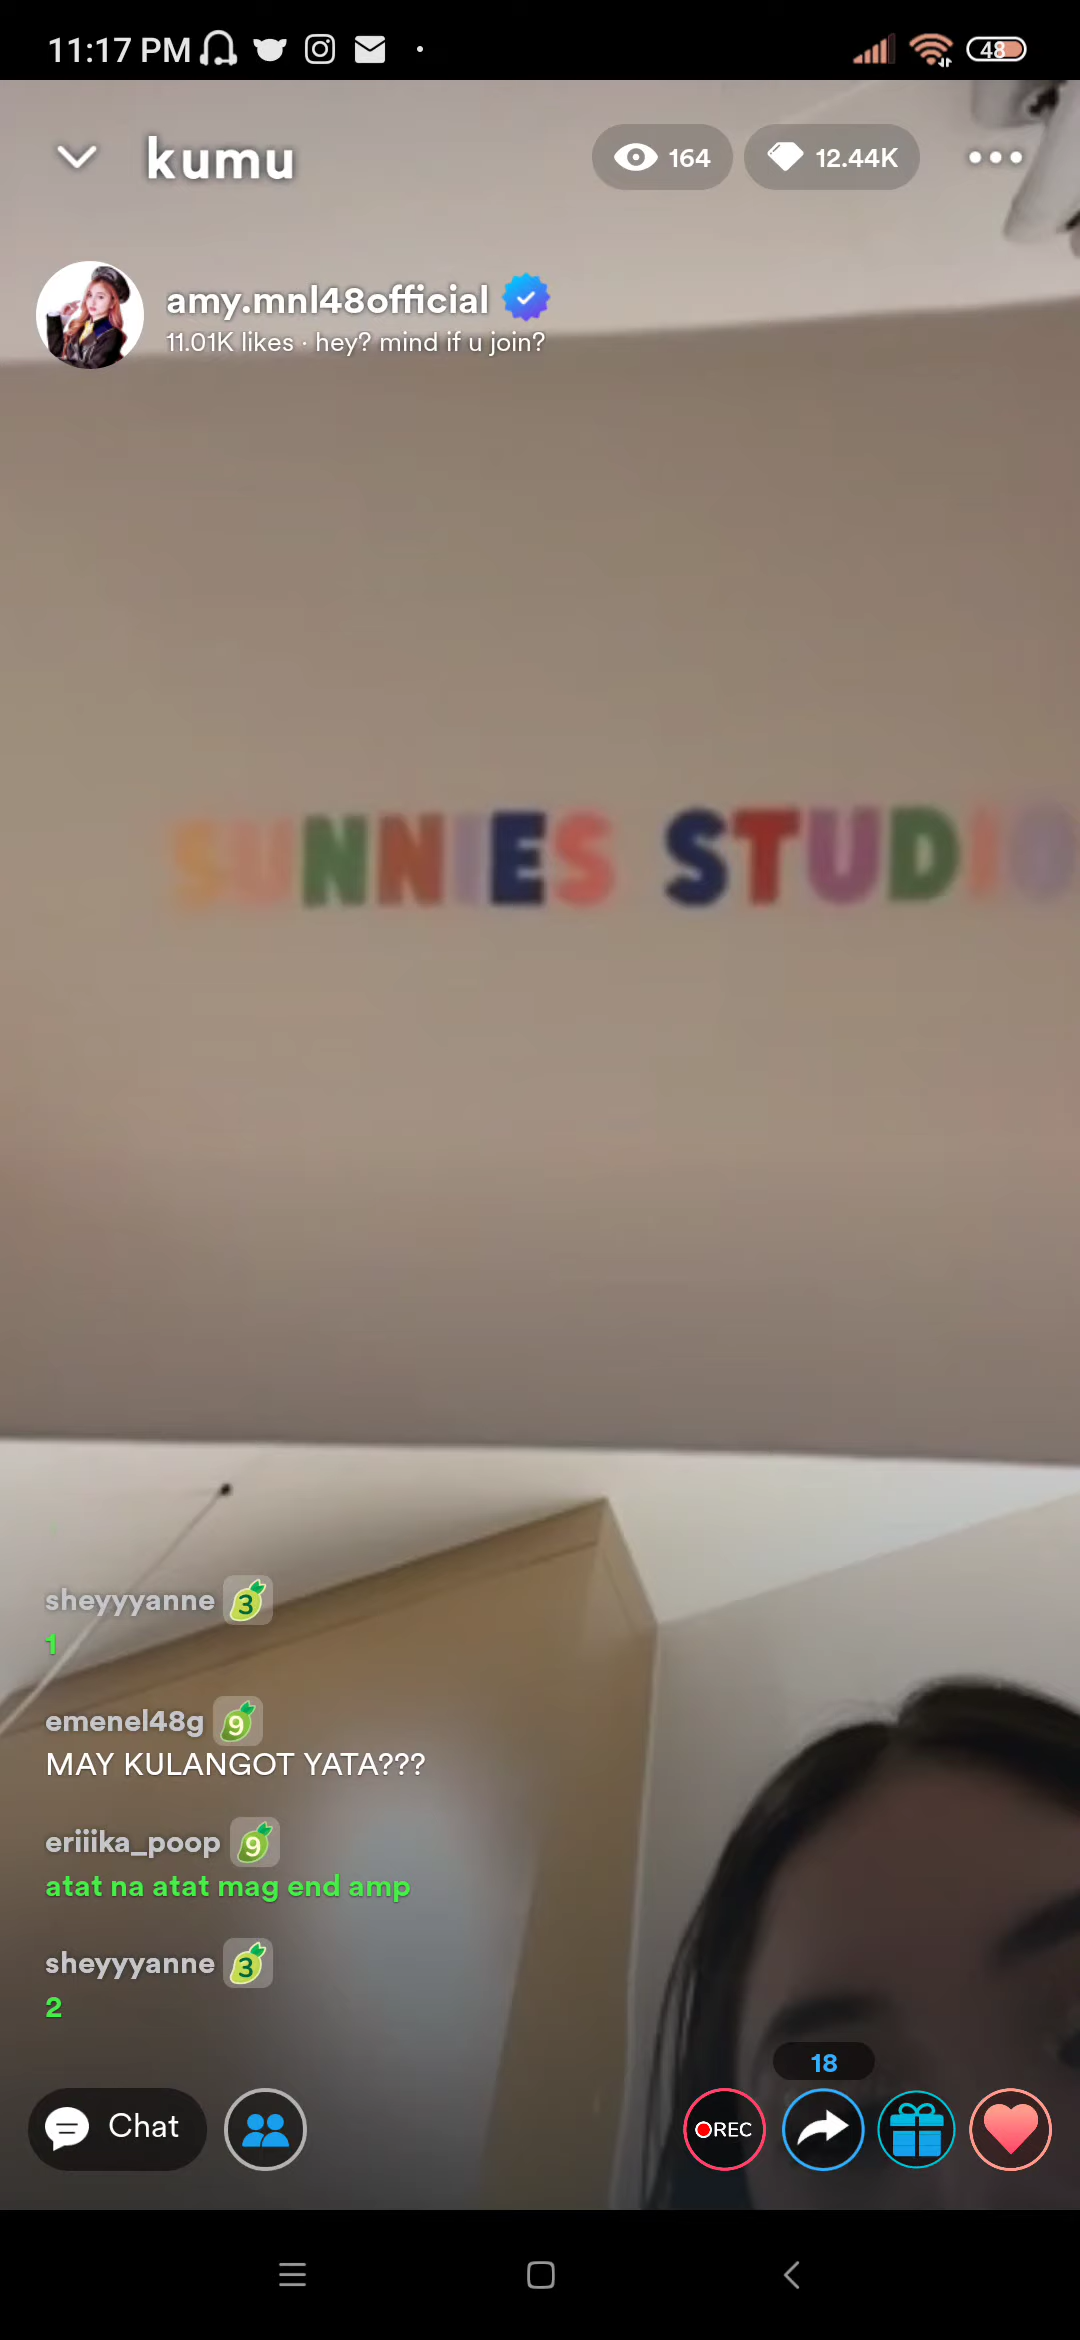 11:17 PM
48
kumu
164
12.44K
amy.mnl48official
11.01K likes · hey? mind if u join?
SUNNIES STUDIO
sheyyyanne 3
1
emenel48g 9
MAY KULANGOT YATA???
eriiika_poop 9
atat na atat mag end amp
sheyyyanne 3
2
18
Chat
REC